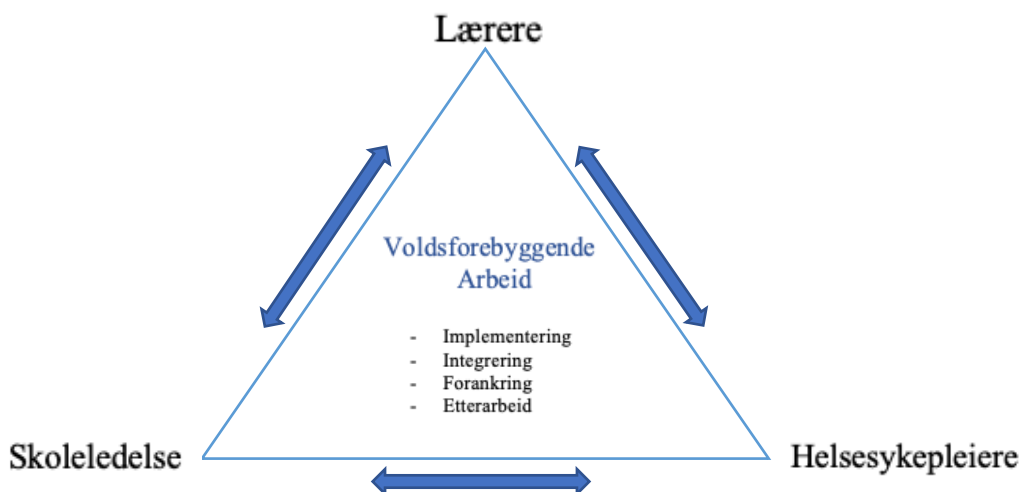 Lærere
Voldsforebyggende
Arbeid
- Implementering
- Integrering
- Forankring
- Etterarbeid
Skoleledelse
Helsesykepleiere